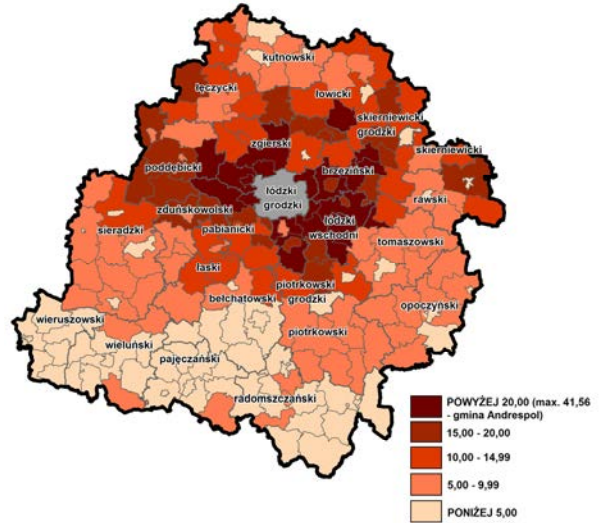 kutnowski
łęczycki
łowicki
skierniewicki
grodzki
zgierski
skierniewicki
poddębicki
brzeziński
łódzki
grodzki
rawski
zduńskowolski
łódzki
wschodni
sieradzki
pabianicki
tomaszowski
łaski
piotrkowski
grodzki
bełchatowski
opoczyński
wieruszowski
piotrkowski
wieluński
pajęczański
radomszczański
POWYŻEJ 20,00 (max. 41,56
- gmina Andrespol)
15,00 - 20,00
10,00 - 14,99
5,00 - 9,99
PONIŻEJ 5,00